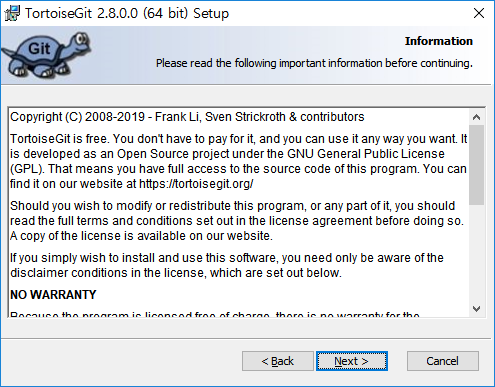 TortoiseGit 2.8.0.0 (64 bit) Setup
Git
Information
Please read the following important information before continuing.
Copyright (C) 2008-2019 - Frank Li, Sven Strickroth & contributors
TortoiseGit is free. You don't have to pay for it, and you can use it any way you want. It
is developed as an Open Source project under the GNU General Public License
(GPL). That means you have full access to the source code of this program. You can
find it on our website at https://tortoisegit.org/
Should you wish to modify or redistribute this program, or any part of it, you should
read the full terms and conditions set out in the license agreement before doing so.
A copy of the license is available on our website.
If you simply wish to install and use this software, you need only be aware of the
disclaimer conditions in the license, which are set out below.
NO WARRANTY
Because the program is licensed free of charge, there is no warranty for the
< Back
Next >
Cancel